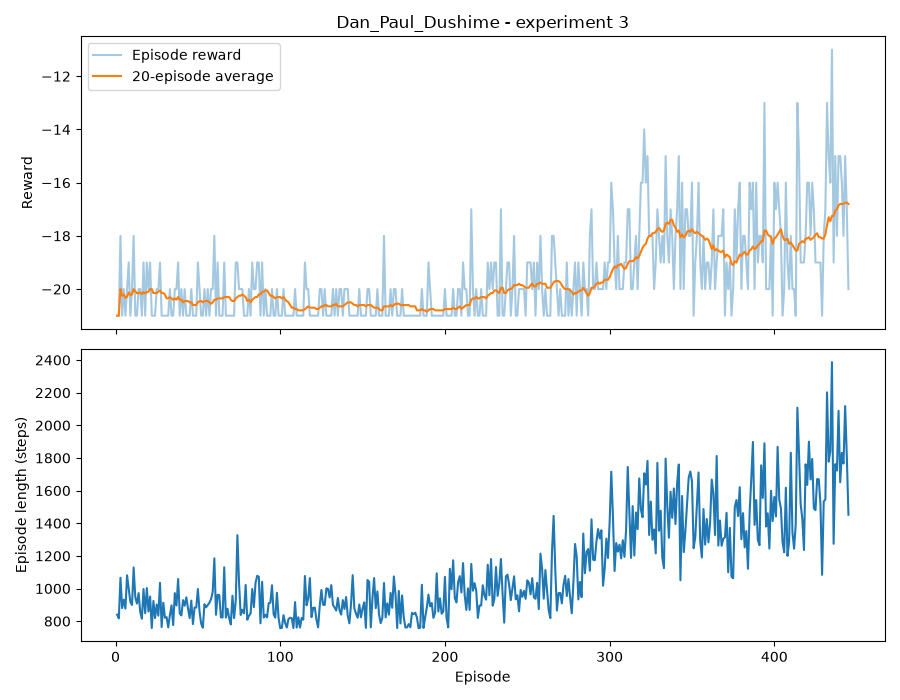 Dan_Paul_Dushime - experiment 3
Episode reward
20-episode average
Reward
−12
−14
−16
−18
−20
Episode length (steps)
2400
2200
2000
1800
1600
1400
1200
1000
800
0 100 200 300 400
Episode